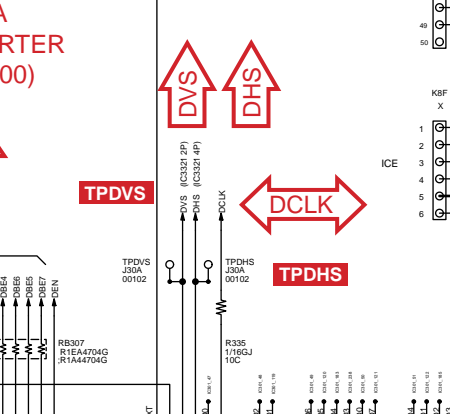 A
RTER
00)
DVS
DHS
49
50
K8F
X
1
2
3
4
5
6
ICE
DVS (IC3321 2P)
DHS (IC3321 4P)
DCLK
TPDVS
DCLK
TPDVS
J30A
00102
TPDHS
J30A
00102
TPDHS
DBE4
DBE6
DBE5
DBE7
DEN
RB307
R1EA4704G
;R1A44704G
R335
1/16GJ
10C